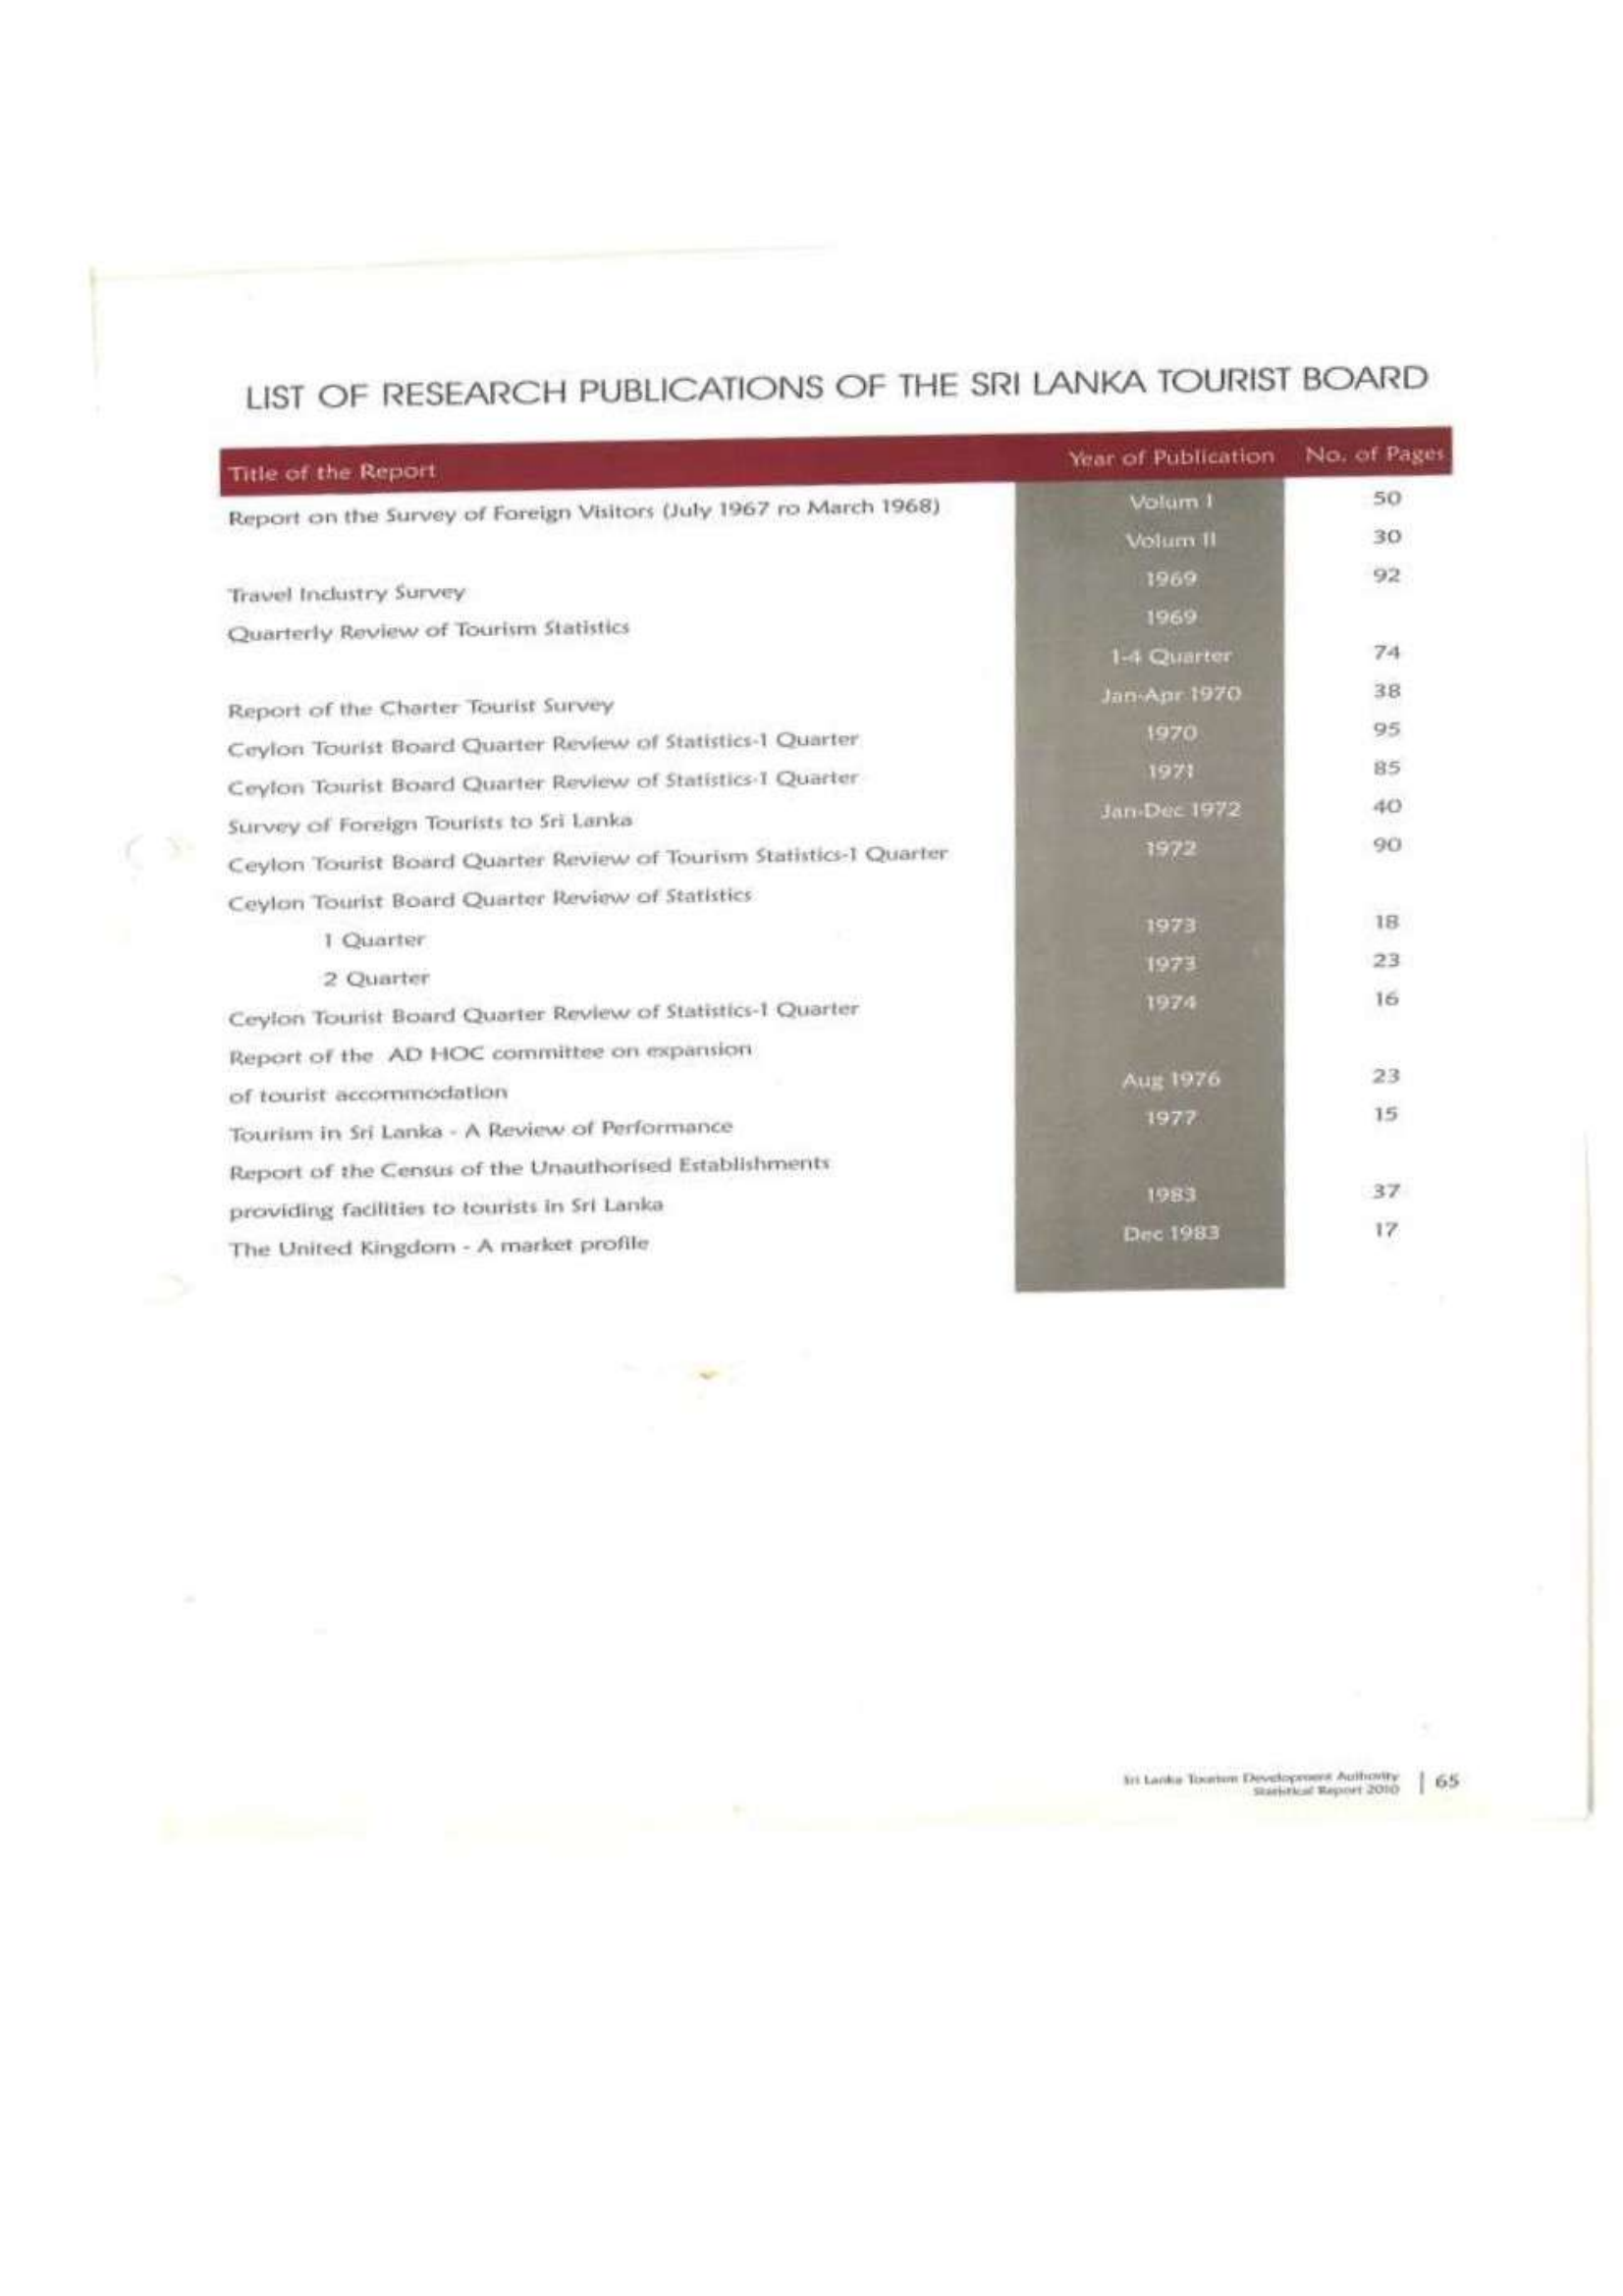 LIST OF RESEARCH PUBLICATIONS OF THE SRI LANKA TOURIST BOARD
Title of the Report Year of Publication No. of Pages
Report on the Survey of Foreign Visitors (July 1967 ro March 1968) Volum I 50
Volum II 30
Travel Industry Survey 1969 92
Quarterly Review of Tourism Statistics 1969
1-4 Quarter 74
Report of the Charter Tourist Survey Jan-Apr 1970 38
Ceylon Tourist Board Quarter Review of Statistics-1 Quarter 1970 95
Ceylon Tourist Board Quarter Review of Statistics-1 Quarter 1971 85
Survey of Foreign Tourists to Sri Lanka Jan-Dec 1972 40
Ceylon Tourist Board Quarter Review of Tourism Statistics-1 Quarter 1972 90
Ceylon Tourist Board Quarter Review of Statistics
1 Quarter 1973 18
2 Quarter 1973 23
Ceylon Tourist Board Quarter Review of Statistics-1 Quarter 1974 16
Report of the AD HOC committee on expansion
of tourist accommodation Aug 1976 23
Tourism in Sri Lanka - A Review of Performance 1977 15
Report of the Census of the Unauthorised Establishments
providing facilities to tourists in Sri Lanka 1983 37
The United Kingdom - A market profile Dec 1983 17
Sri Lanka Tourism Development Authority
Statistical Report 2010 | 65